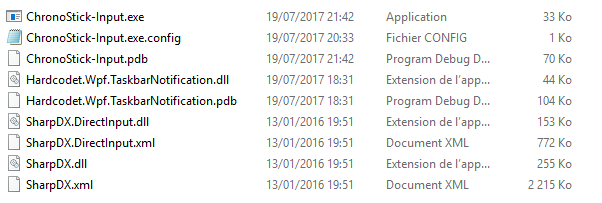 ChronoStick-Input.exe 19/07/2017 21:42 Application 33 Ko
ChronoStick-Input.exe.config 19/07/2017 20:33 Fichier CONFIG 1 Ko
ChronoStick-Input.pdb 19/07/2017 21:42 Program Debug D... 70 Ko
Hardcodet.Wpf.TaskbarNotification.dll 19/07/2017 18:31 Extension de l'app... 44 Ko
Hardcodet.Wpf.TaskbarNotification.pdb 19/07/2017 18:31 Program Debug D... 104 Ko
SharpDX.DirectInput.dll 13/01/2016 19:51 Extension de l'app... 153 Ko
SharpDX.DirectInput.xml 13/01/2016 19:51 Document XML 772 Ko
SharpDX.dll 13/01/2016 19:51 Extension de l'app... 255 Ko
SharpDX.xml 13/01/2016 19:51 Document XML 2 215 Ko